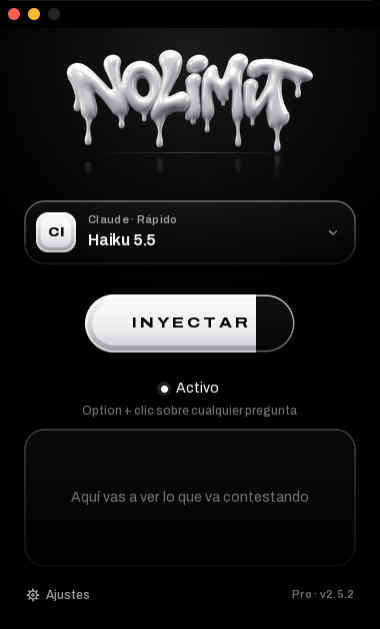 NOLIMIT
CI
Claude · Rápido
Haiku 5.5
INYECTAR
Activo
Option + clic sobre cualquier pregunta
Aquí vas a ver lo que va contestando
Ajustes
Pro · v2.5.2